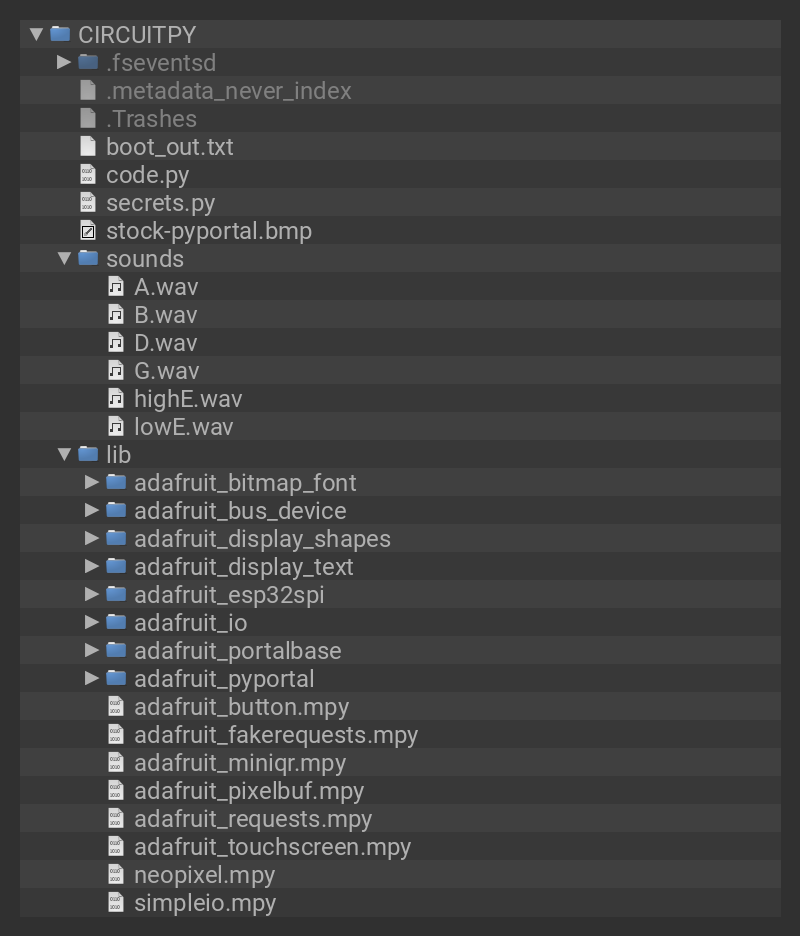 CIRCUITPY
.fseventsd
.metadata_never_index
.Trashes
boot_out.txt
code.py
secrets.py
stock-pyportal.bmp
sounds
A.wav
B.wav
D.wav
G.wav
highE.wav
lowE.wav
lib
adafruit_bitmap_font
adafruit_bus_device
adafruit_display_shapes
adafruit_display_text
adafruit_esp32spi
adafruit_io
adafruit_portalbase
adafruit_pyportal
adafruit_button.mpy
adafruit_fakerequests.mpy
adafruit_miniqr.mpy
adafruit_pixelbuf.mpy
adafruit_requests.mpy
adafruit_touchscreen.mpy
neopixel.mpy
simpleio.mpy